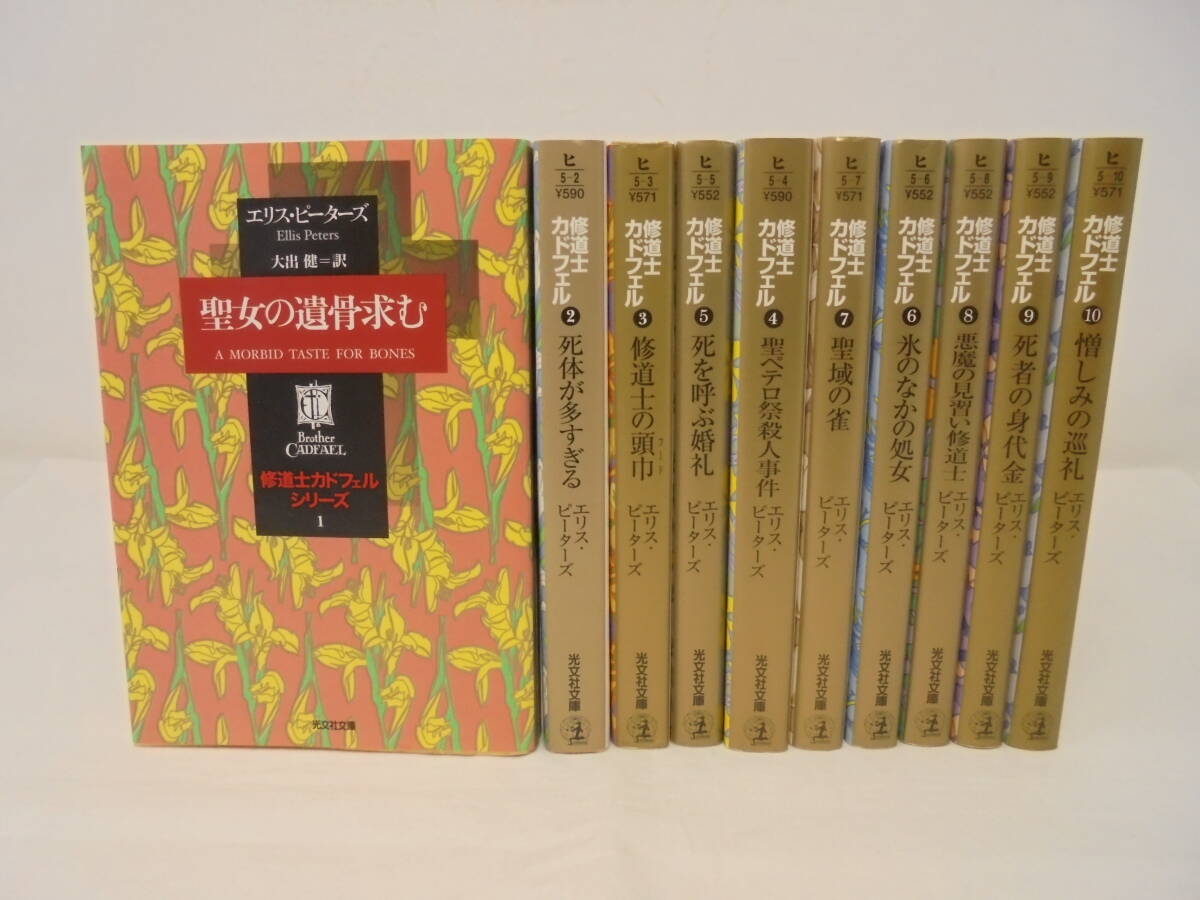 エリス・ピーターズ
Ellis Peters
大出 健＝訳
聖女の遺骨求む
A MORBID TASTE FOR BONES
Brother
CADFAEL
修道士カドフェル
シリーズ
1
光文社文庫
ヒ
5-2
¥590
修道士
カドフェル
2
死体が多すぎる
エリス・
ピーターズ
光文社文庫
ヒ
5-3
¥571
修道士
カドフェル
3
修道士の頭巾
フード
エリス・
ピーターズ
光文社文庫
ヒ
5-5
¥552
修道士
カドフェル
5
死を呼ぶ婚礼
エリス・
ピーターズ
光文社文庫
ヒ
5-4
¥590
修道士
カドフェル
4
聖ペテロ祭殺人事件
エリス・
ピーターズ
光文社文庫
ヒ
5-7
¥571
修道士
カドフェル
7
聖域の雀
エリス・
ピーターズ
光文社文庫
ヒ
5-6
¥552
修道士
カドフェル
6
氷のなかの処女
エリス・
ピーターズ
光文社文庫
ヒ
5-8
¥552
修道士
カドフェル
8
悪魔の見習い修道士
エリス・
ピーターズ
光文社文庫
ヒ
5-9
¥552
修道士
カドフェル
9
死者の身代金
エリス・
ピーターズ
光文社文庫
ヒ
5-10
¥571
修道士
カドフェル
10
憎しみの巡礼
エリス・
ピーターズ
光文社文庫